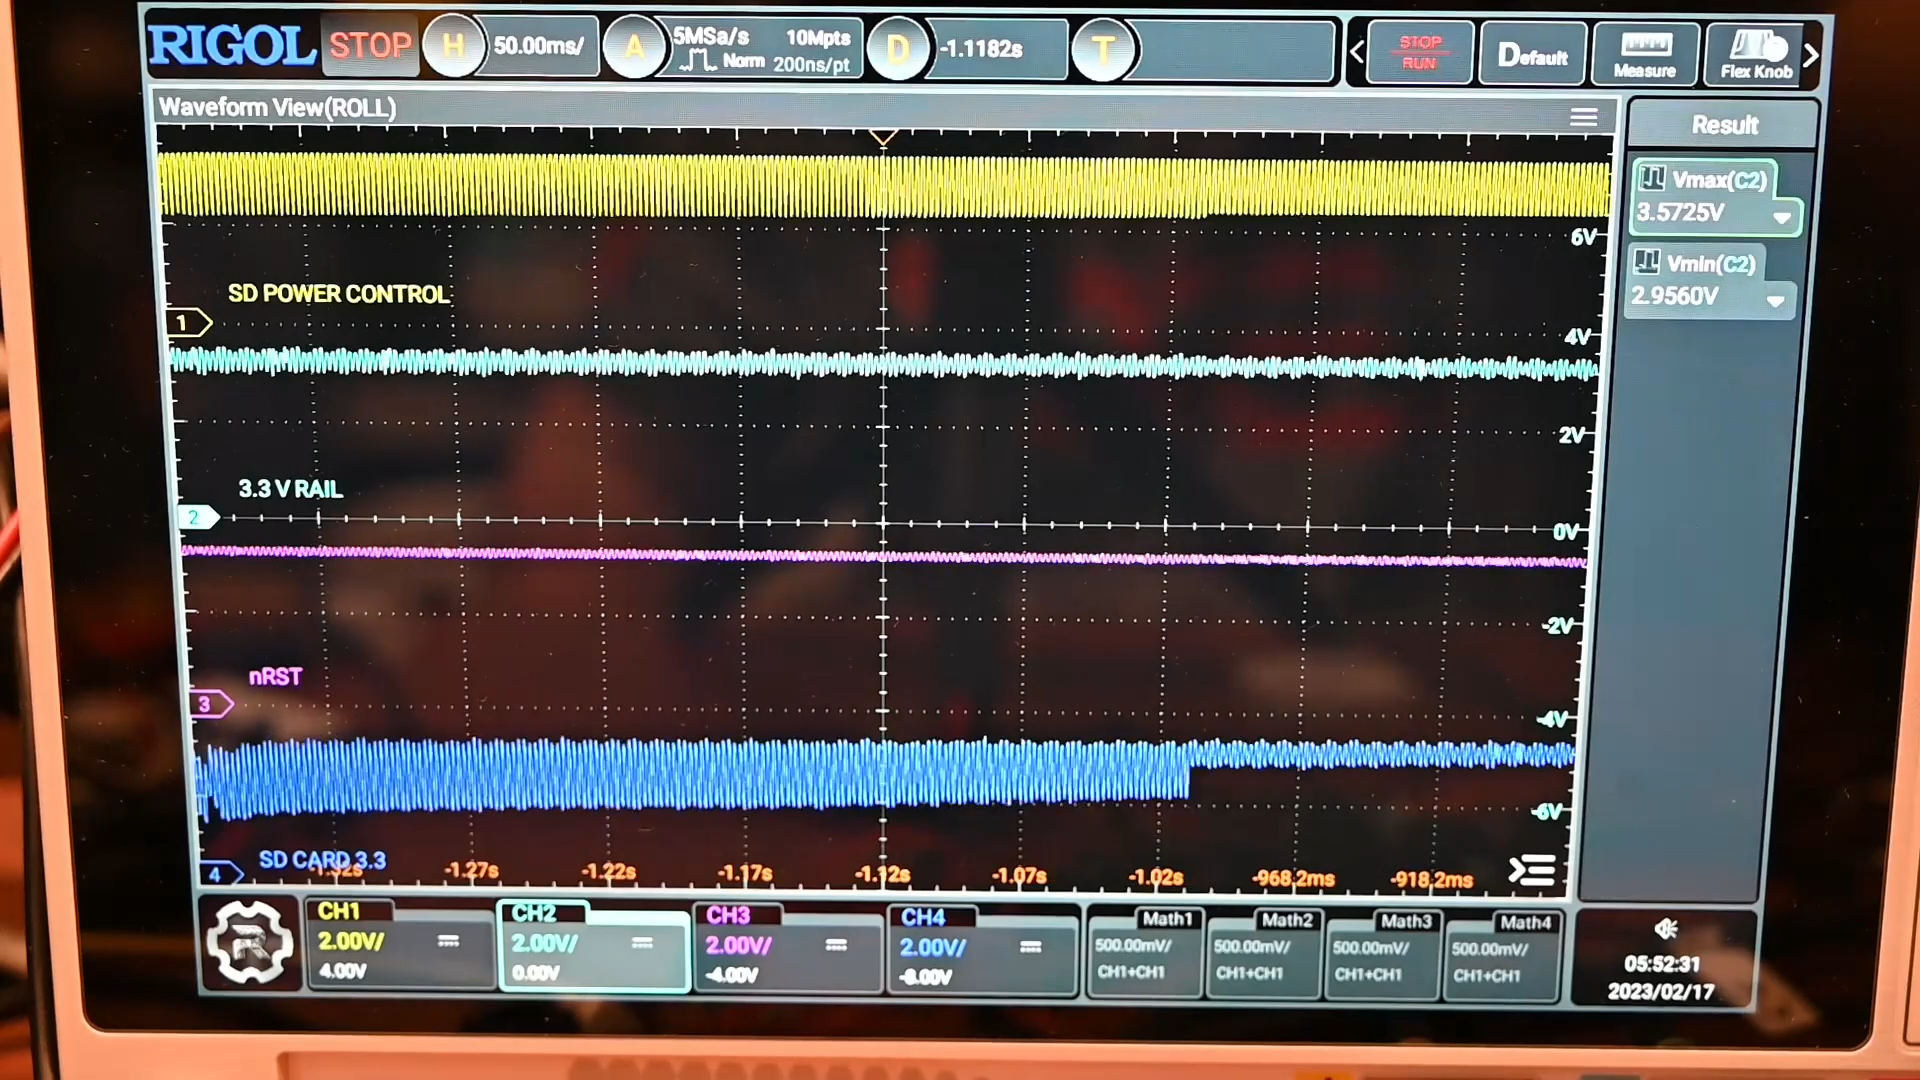 RIGOL STOP H 50.00ms/ A 5MSa/s 10Mpts D -1.1182s T STOP Default Measure Flex Knob
Norm 200ns/pt RUN
Waveform View(ROLL)
Result
Vmax(C2)
3.5725V
Vmin(C2)
2.9560V
6V
SD POWER CONTROL
1
4V
2V
3.3 V RAIL
2
0V
-2V
nRST
3
-4V
-6V
SD CARD 3.3
4
-1.32s -1.27s -1.22s -1.17s -1.12s -1.07s -1.02s -968.2ms -918.2ms
CH1 CH2 CH3 CH4 Math1 Math2 Math3 Math4
2.00V/ 2.00V/ 2.00V/ 2.00V/ 500.00mV/ 500.00mV/ 500.00mV/ 500.00mV/
4.00V 0.00V -4.00V -8.00V CH1+CH1 CH1+CH1 CH1+CH1 CH1+CH1
05:52:31
2023/02/17